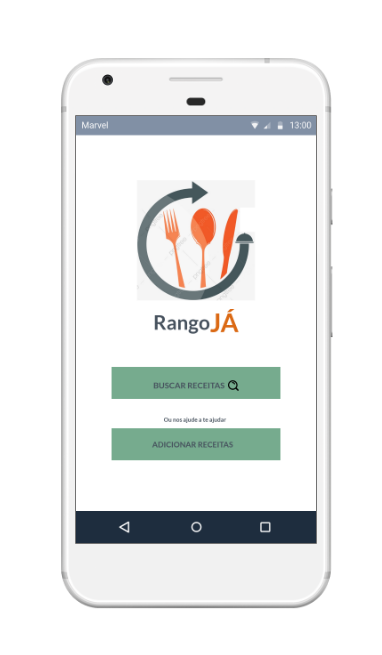 Marvel
13:00
RangoJÁ
BUSCAR RECEITAS
Ou nos ajude a te ajudar
ADICIONAR RECEITAS